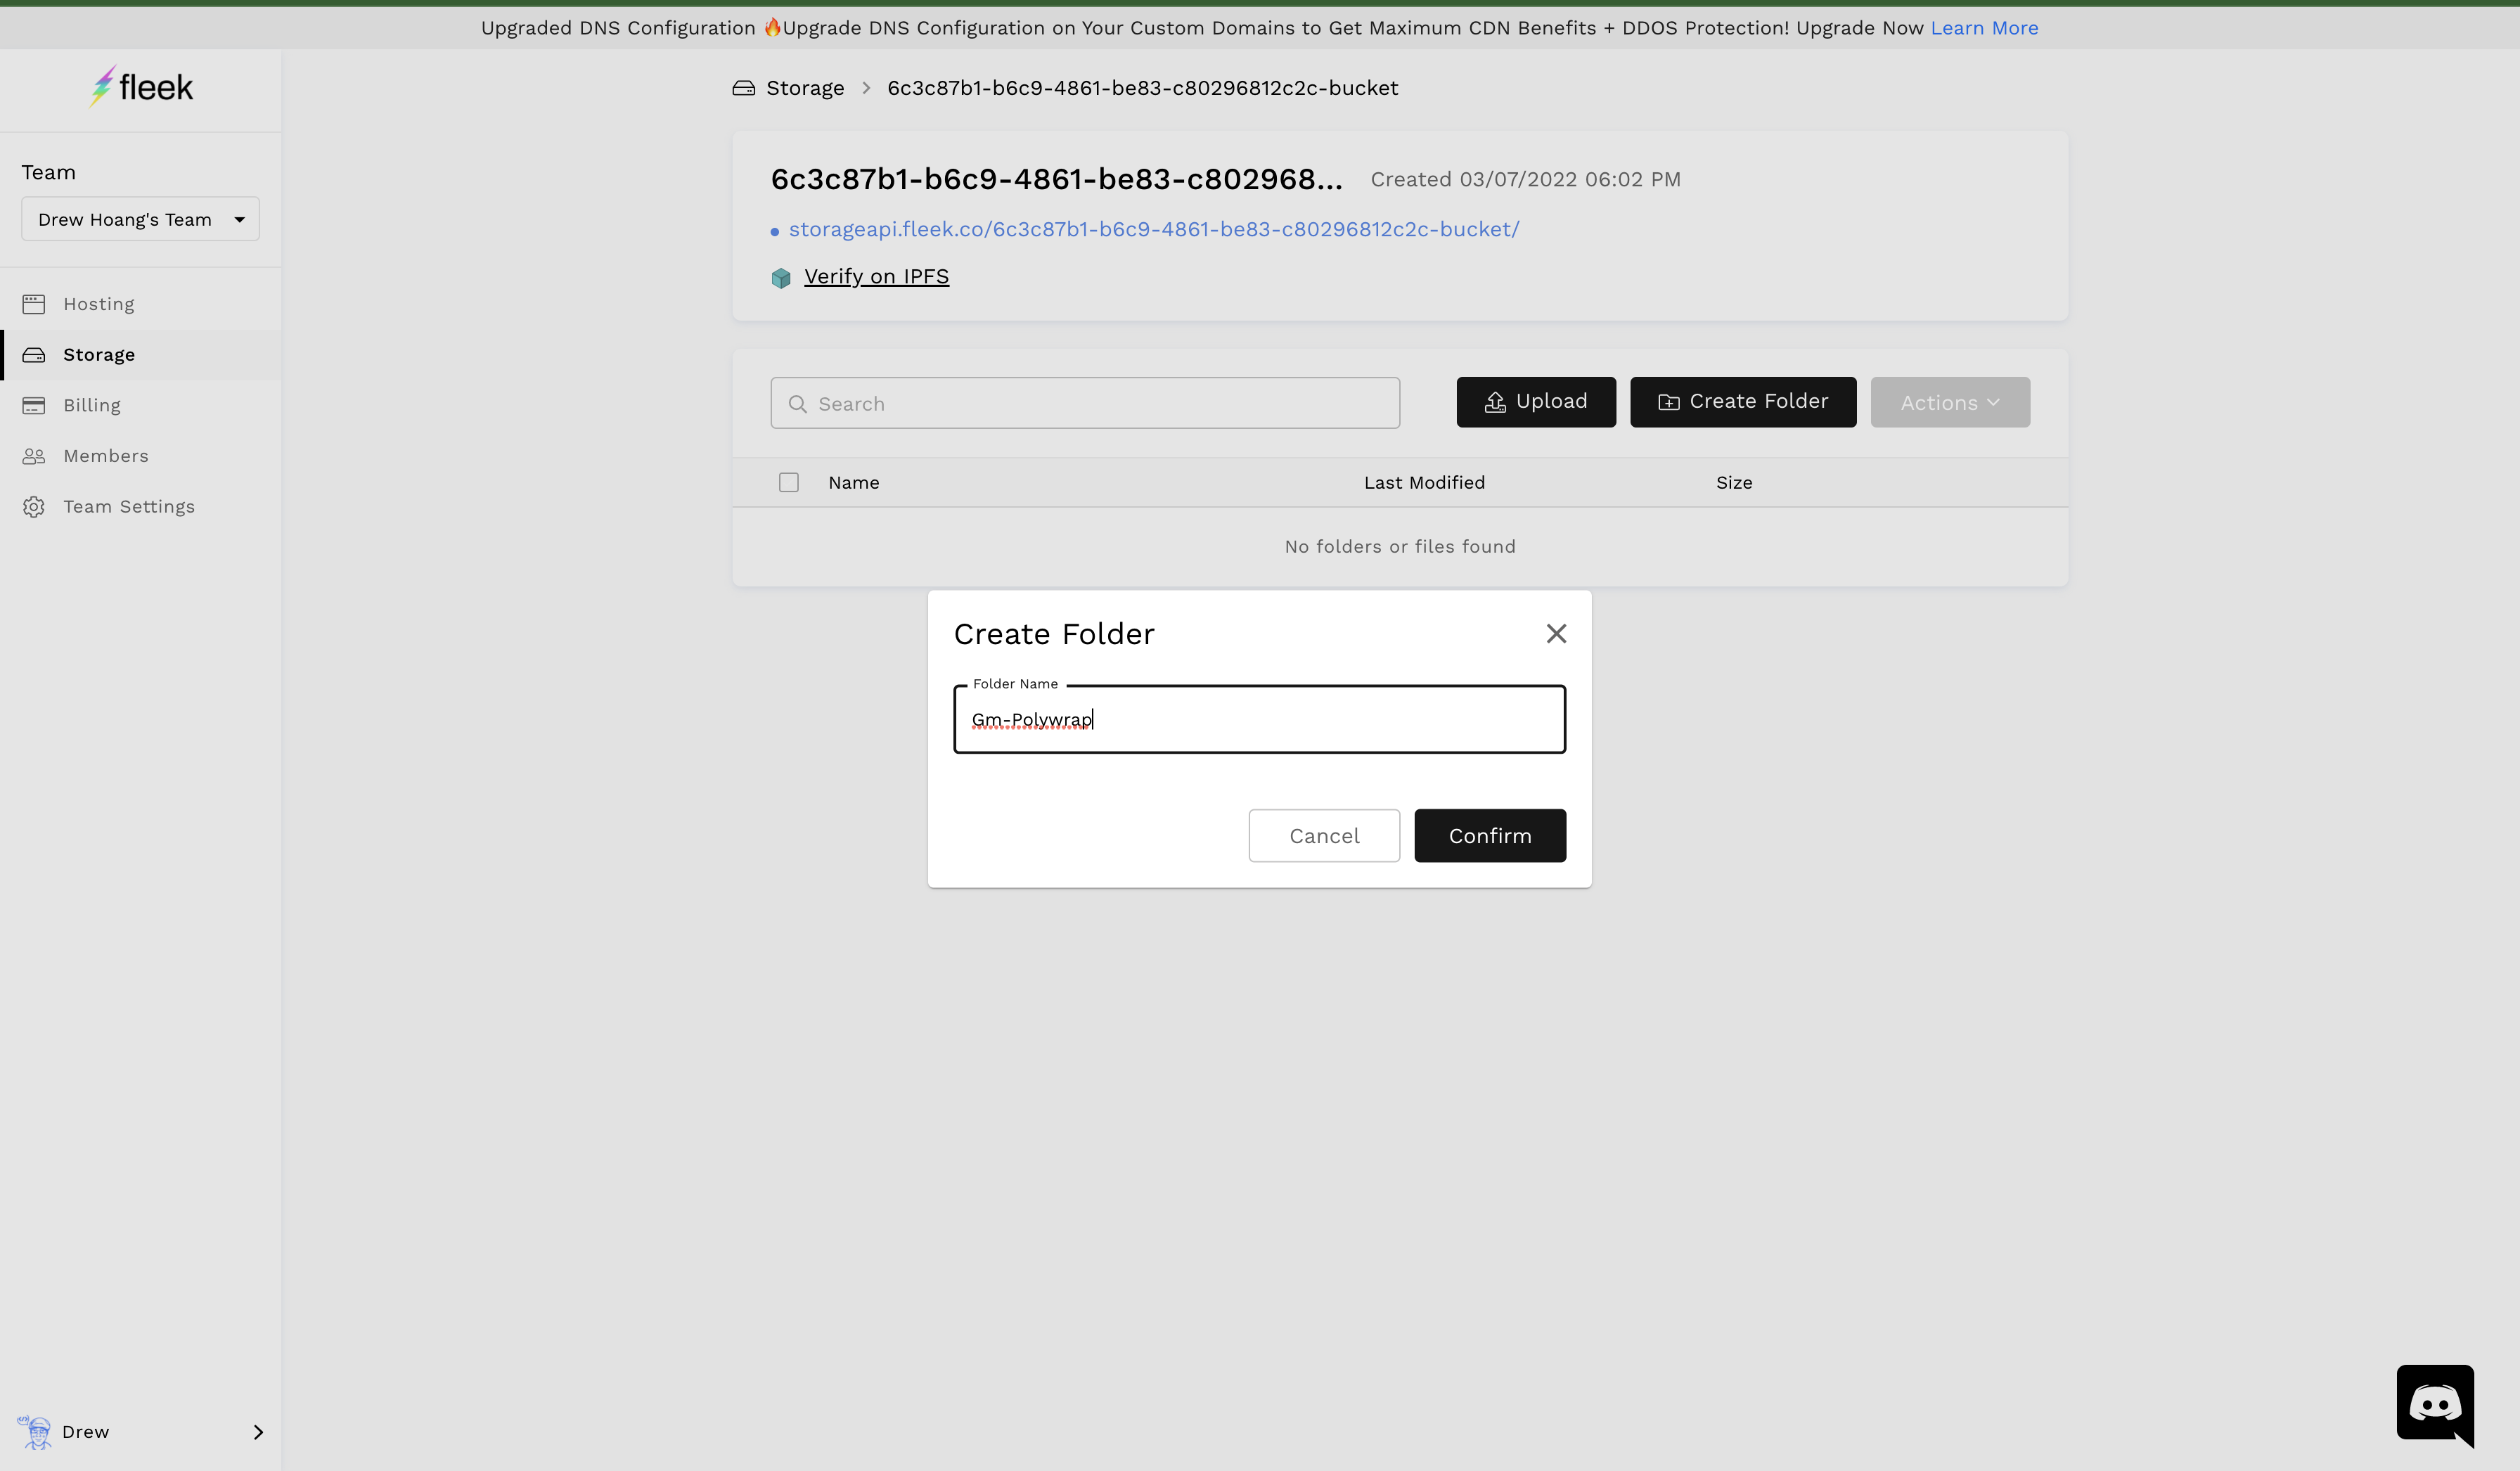 Upgraded DNS Configuration 🔥Upgrade DNS Configuration on Your Custom Domains to Get Maximum CDN Benefits + DDOS Protection! Upgrade Now Learn More
fleek
Team
Drew Hoang's Team
Hosting
Storage
Billing
Members
Team Settings
Drew
Storage > 6c3c87b1-b6c9-4861-be83-c80296812c2c-bucket
6c3c87b1-b6c9-4861-be83-c802968... Created 03/07/2022 06:02 PM
storageapi.fleek.co/6c3c87b1-b6c9-4861-be83-c80296812c2c-bucket/
Verify on IPFS
Search Upload Create Folder Actions
Name Last Modified Size
No folders or files found
Create Folder
Folder Name
Gm-Polywrap
Cancel Confirm